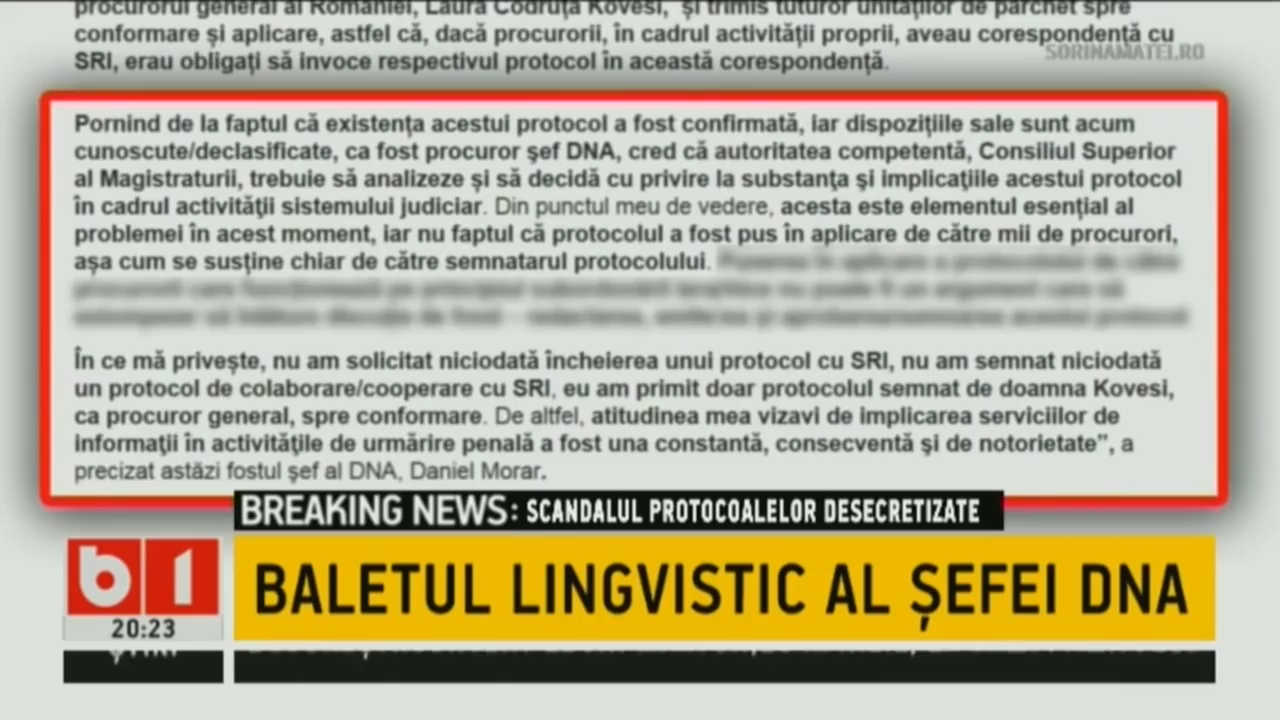 procurorul general al României, Laura Codruța Kovesi, și trimis tuturor unităților de parchet spre
conformare și aplicare, astfel că, dacă procurorii, în cadrul activității proprii, aveau corespondență cu
SRI, erau obligați să invoce respectivul protocol în această corespondență.
SORINAMATEI.RO
Pornind de la faptul că existența acestui protocol a fost confirmată, iar dispozițiile sale sunt acum
cunoscute/declasificate, ca fost procuror şef DNA, cred că autoritatea competentă, Consiliul Superior
al Magistraturii, trebuie să analizeze și să decidă cu privire la substanţa şi implicaţiile acestui protocol
în cadrul activităţii sistemului judiciar. Din punctul meu de vedere, acesta este elementul esențial al
problemei în acest moment, iar nu faptul că protocolul a fost pus în aplicare de către mii de procurori,
așa cum se susține chiar de către semnatarul protocolului.
În ce mă privește, nu am solicitat niciodată încheierea unui protocol cu SRI, nu am semnat niciodată
un protocol de colaborare/cooperare cu SRI, eu am primit doar protocolul semnat de doamna Kovesi,
ca procuror general, spre conformare. De altfel, atitudinea mea vizavi de implicarea serviciilor de
informaţii în activităţile de urmărire penală a fost una constantă, consecventă şi de notorietate”, a
precizat astăzi fostul şef al DNA, Daniel Morar.
BREAKING NEWS: SCANDALUL PROTOCOALELOR DESECRETIZATE
b1
BALETUL LINGVISTIC AL ȘEFEI DNA
20:23